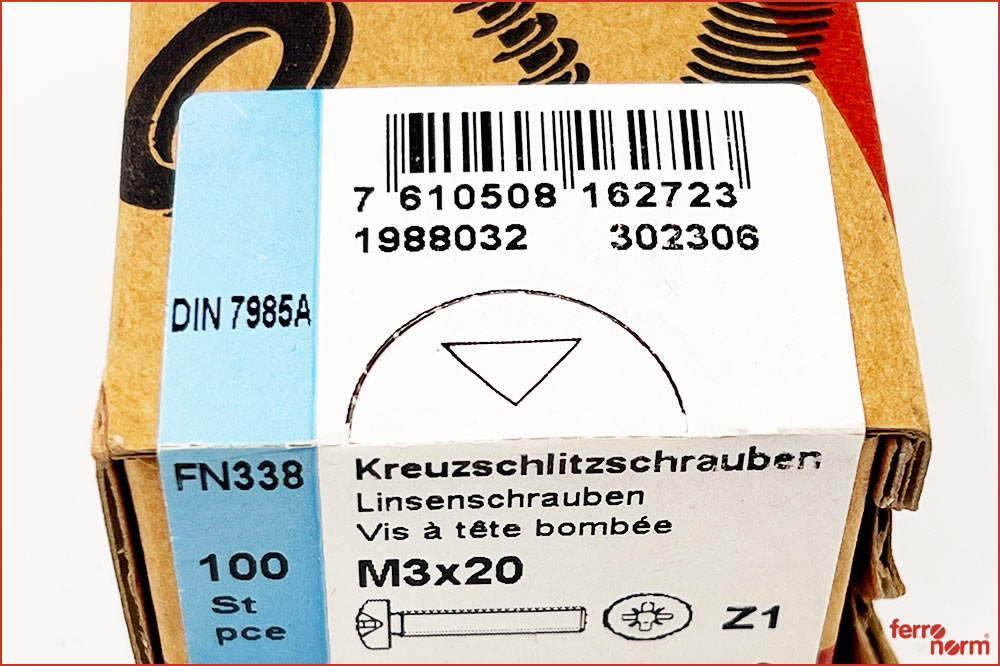 7 610508 162723
1988032 302306
DIN 7985A
FN338
Kreuzschlitzschrauben
Linsenschrauben
Vis à tête bombée
100
St
pce
M3x20
Z1
ferro
norm®